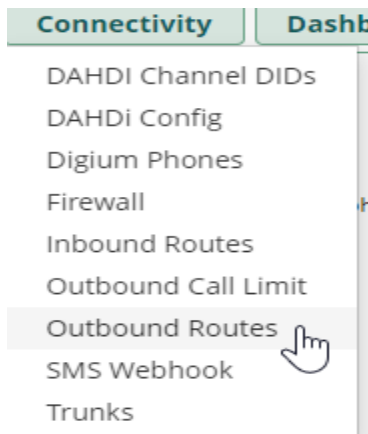 Connectivity Dashb
DAHDI Channel DIDs
DAHDi Config
Digium Phones
Firewall
Inbound Routes
Outbound Call Limit
Outbound Routes
SMS Webhook
Trunks